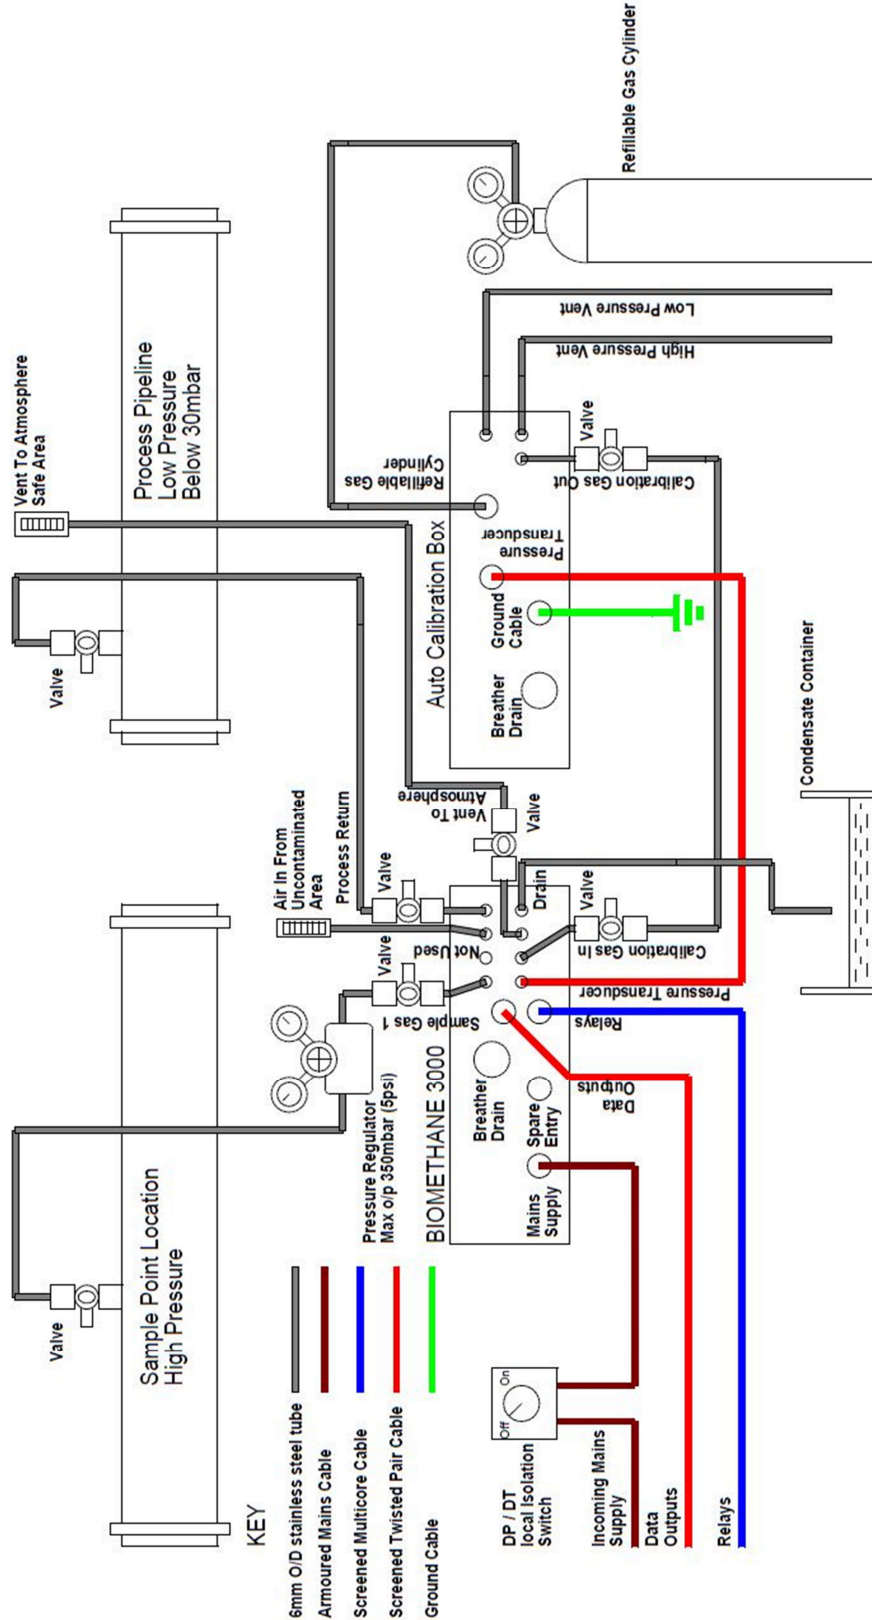 Sample Point Location
High Pressure
Valve
Process Pipeline
Low Pressure
Below 30mbar
Valve
Vent To Atmosphere
Safe Area
KEY
6mm O/D stainless steel tube
Armoured Mains Cable
Screened Multicore Cable
Screened Twisted Pair Cable
Ground Cable
Pressure Regulator
Max o/p 350mbar (5psi)
Air In From
Uncontaminated
Area
Process Return
Valve
Valve
BIOMETHANE 3000
Sample Gas 1
Not Used
Vent To
Atmosphere
Valve
Drain
Breather
Drain
Mains
Supply
Spare
Entry
Data
Outputs
Relays
Pressure Transducer
Calibration Gas In
Valve
Auto Calibration Box
Breather
Drain
Ground
Cable
Pressure
Transducer
Refillable Gas
Cylinder
Calibration Gas Out
Valve
High Pressure Vent
Low Pressure Vent
Refillable Gas Cylinder
DP / DT
local Isolation
Switch
Off
On
Incoming Mains
Supply
Data
Outputs
Relays
Condensate Container